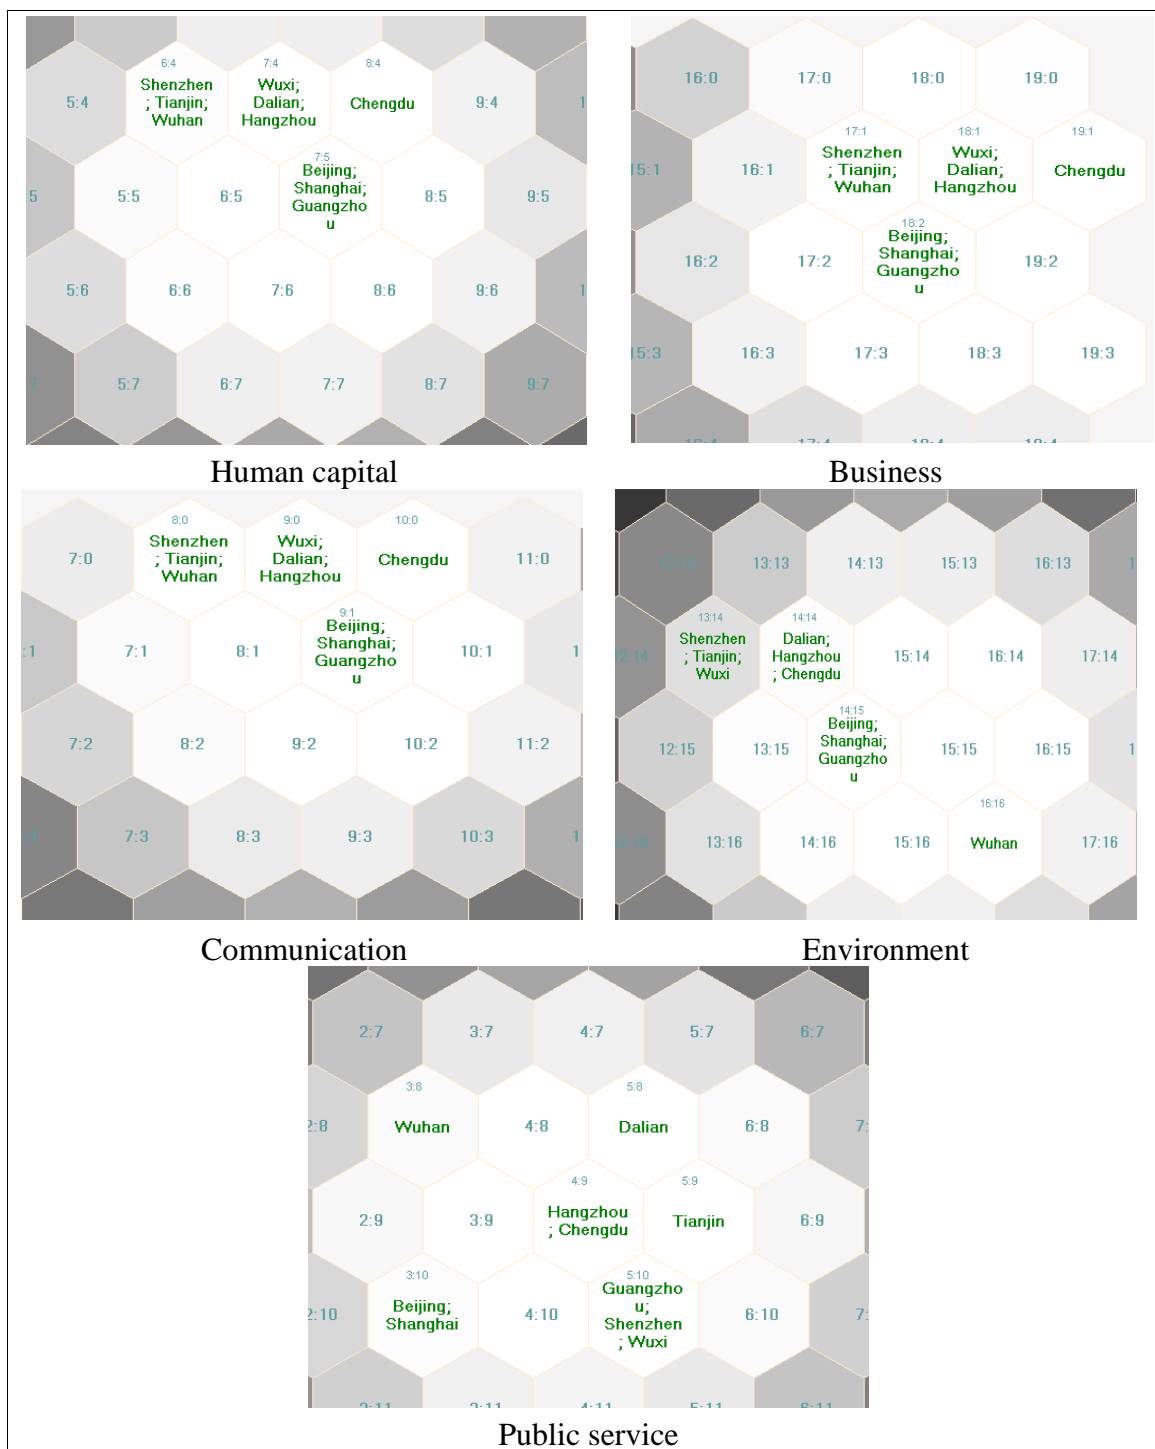 6:4 7:4 8:4
5:4 Shenzhen ; Tianjin; Wuhan Wuxi; Dalian; Hangzhou Chengdu 9:4
7:5
5:5 6:5 Beijing; Shanghai; Guangzho u 8:5 9:5
5:6 6:6 7:6 8:6 9:6
5:7 6:7 7:7 8:7 9:7
Human capital
16:0 17:0 18:0 19:0
17:1 18:1 19:1
15:1 16:1 Shenzhen ; Tianjin; Wuhan Wuxi; Dalian; Hangzhou Chengdu
18:2
16:2 17:2 Beijing; Shanghai; Guangzho u 19:2
15:3 16:3 17:3 18:3 19:3
Business
8:0 9:0 10:0
7:0 Shenzhen ; Tianjin; Wuhan Wuxi; Dalian; Hangzhou Chengdu 11:0
9:1
7:1 8:1 Beijing; Shanghai; Guangzho u 10:1
7:2 8:2 9:2 10:2 11:2
7:3 8:3 9:3 10:3
Communication
13:13 14:13 15:13 16:13
13:14 14:14
Shenzhen ; Tianjin; Wuxi Dalian; Hangzhou ; Chengdu 15:14 16:14 17:14
14:15
12:15 13:15 Beijing; Shanghai; Guangzho u 15:15 16:15
16:16
13:16 14:16 15:16 Wuhan 17:16
Environment
2:7 3:7 4:7 5:7 6:7
3:8 5:8
2:8 Wuhan 4:8 Dalian 6:8
4:9 5:9
2:9 3:9 Hangzhou ; Chengdu Tianjin 6:9
3:10 5:10
2:10 Beijing; Shanghai 4:10 Guangzho u; Shenzhen ; Wuxi 6:10
Public service